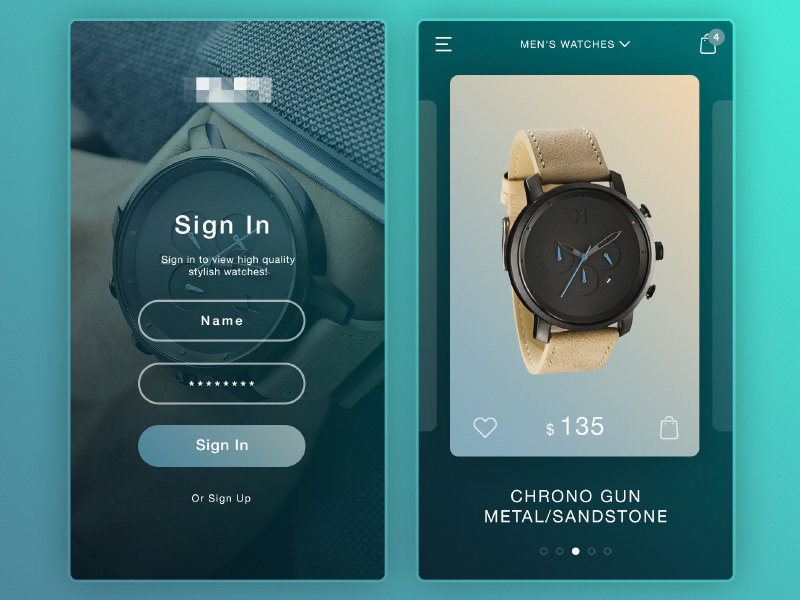 Sign In
Sign in to view high quality
stylish watches!
Name
********
Sign In
Or Sign Up
MEN'S WATCHES
4
$ 135
CHRONO GUN
METAL/SANDSTONE